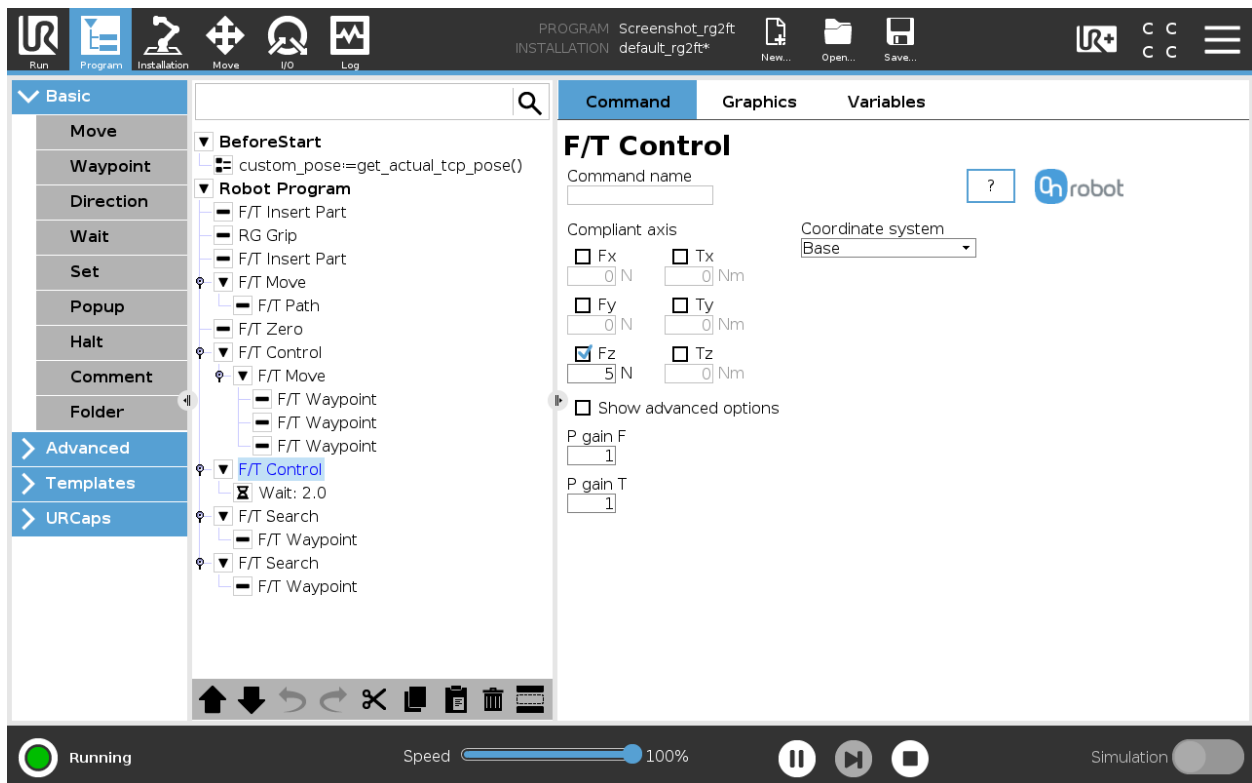 PROGRAM Screenshot_rg2ft
INSTALLATION default_rg2ft*
Run Program Installation Move I/O Log
New... Open... Save...
UR
UR+
C C
C C
Basic
Move
Waypoint
Direction
Wait
Set
Popup
Halt
Comment
Folder
Advanced
Templates
URCaps
BeforeStart
custom_pose:=get_actual_tcp_pose()
Robot Program
F/T Insert Part
RG Grip
F/T Insert Part
F/T Move
F/T Path
F/T Zero
F/T Control
F/T Move
F/T Waypoint
F/T Waypoint
F/T Waypoint
F/T Control
Wait: 2.0
F/T Search
F/T Waypoint
F/T Search
F/T Waypoint
Command Graphics Variables
F/T Control
Command name
?
On robot
Compliant axis
Coordinate system
Base
Fx Tx
0 N 0 Nm
Fy Ty
0 N 0 Nm
Fz Tz
5 N 0 Nm
Show advanced options
P gain F
1
P gain T
1
Running
Speed 100%
Simulation